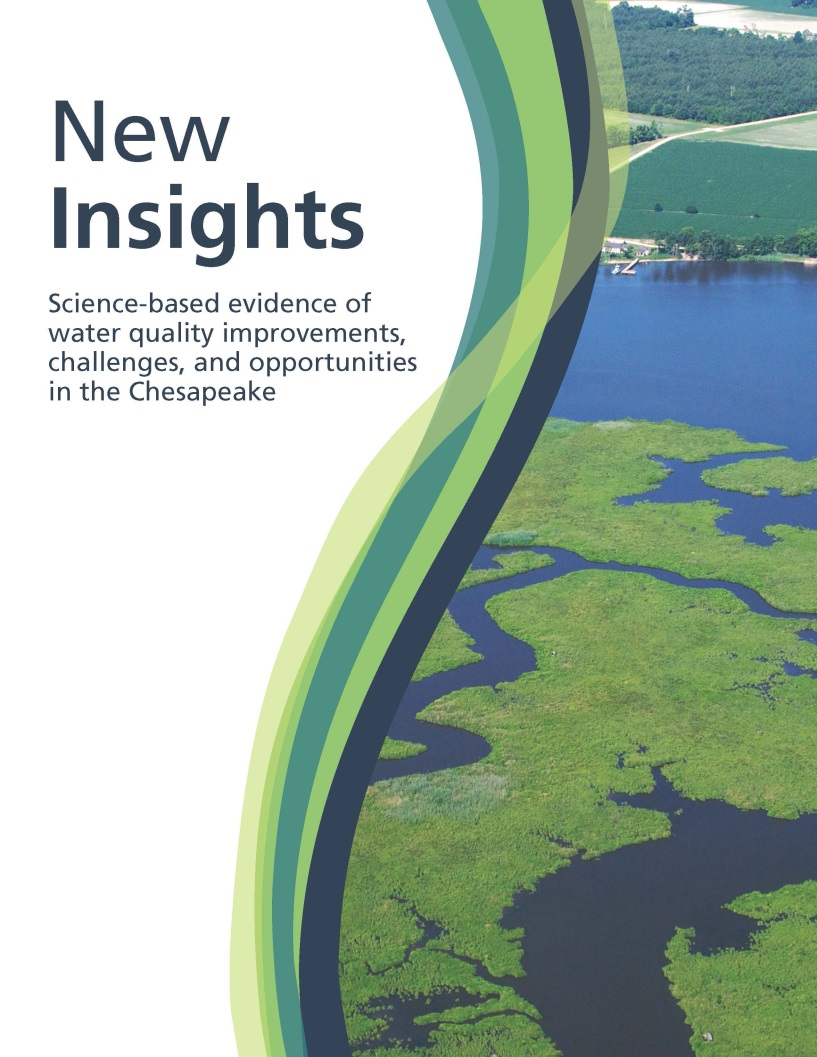 New
Insights
Science-based evidence of
water quality improvements,
challenges, and opportunities
in the Chesapeake